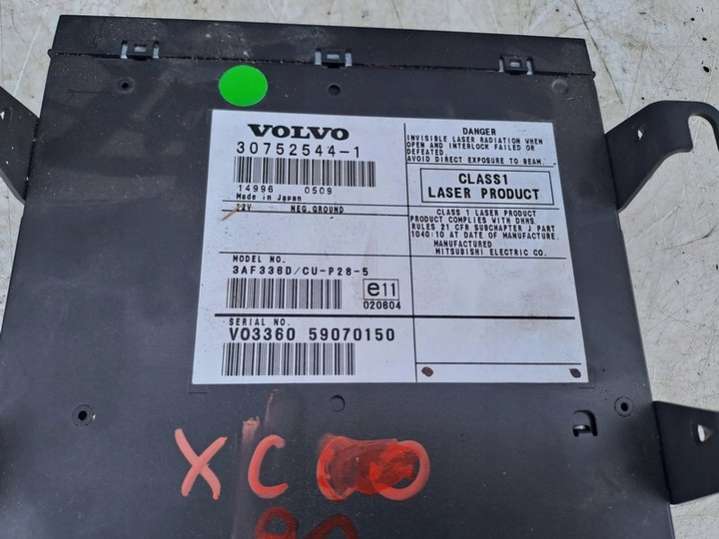 VOLVO
30752544-1
14996 0509
Made in Japan
NEG.GROUND
MODEL NO.
3AF336D/CU-P28-5
e11
020604
SERIAL NO.
VO3360 59070150
DANGER
INVISIBLE LASER RADIATION WHEN
OPEN AND INTERLOCK FAILED OR
DEFEATED.
AVOID DIRECT EXPOSURE TO BEAM.
CLASS1
LASER PRODUCT
CLASS 1 LASER PRODUCT
PRODUCT COMPLIES WITH DHHS
RULES 21 CFR SUBCHAPTER J PART
1040:10 AT DATE OF MANUFACTURE.
MANUFACTURED
MITSUBISHI ELECTRIC CO.
XC